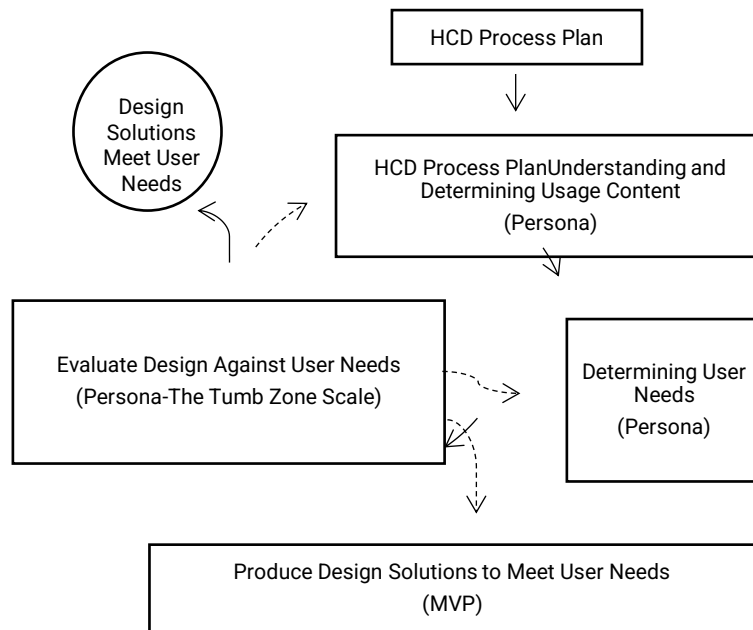 HCD Process Plan
Design
Solutions
Meet User
Needs
HCD Process PlanUnderstanding and
Determining Usage Content
(Persona)
Evaluate Design Against User Needs
(Persona-The Tumb Zone Scale)
Determining User
Needs
(Persona)
Produce Design Solutions to Meet User Needs
(MVP)